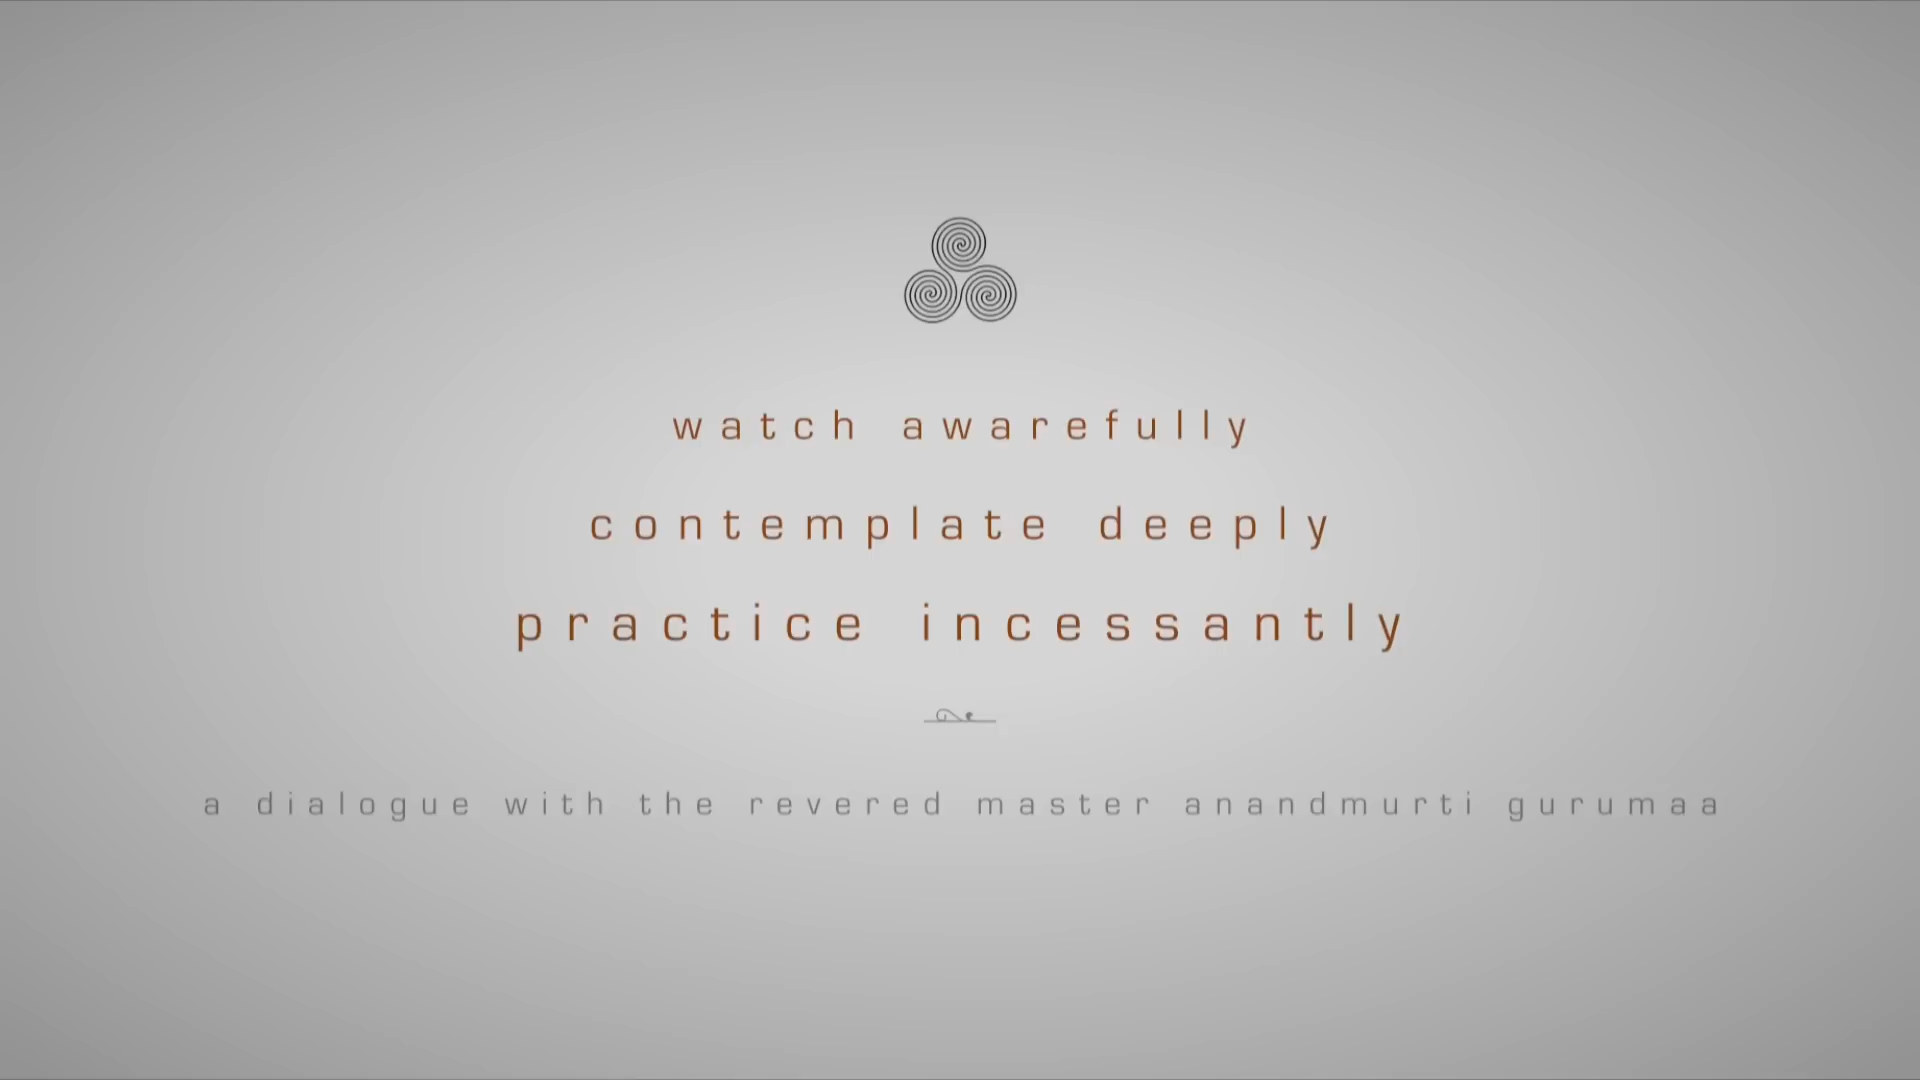 watch awarefully
contemplate deeply
practice incessantly
a dialogue with the revered master anandmurti gurumaa